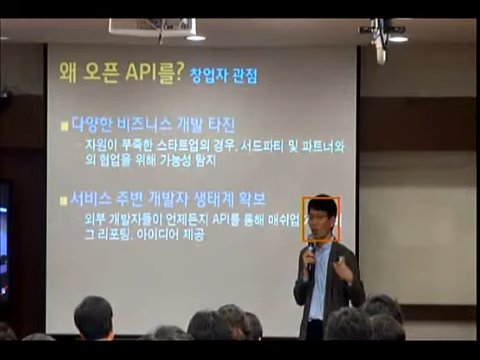 왜 오픈 API를? 창업자 관점
다양한 비즈니스 개발 타진
자원이 부족한 스타트업의 경우, 서드파티 및 파트너와
의 협업을 위해 가능성 탐지
서비스 주변 개발자 생태계 확보
외부 개발자들이 언제든지 API를 통해 매쉬업
그 리포팅, 아이디어 제공